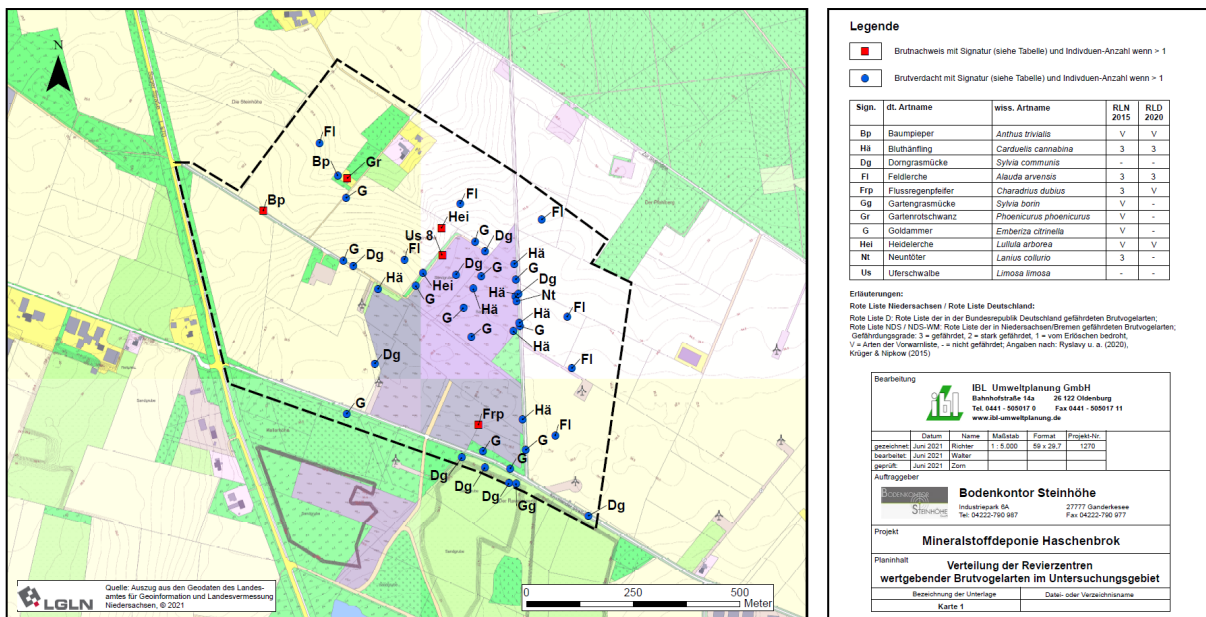 N
Fl
Bp
Gr
G
Bp
Fl
Hei
Fl
Us 8
G
Dg
G
Dg
Fl
Hä
Dg
G
Hä
Hei
G
Dg
Hä
Nt
Hä
G
Hä
Fl
G
G
Hä
Dg
Fl
G
Frp
Hä
Fl
G
G
Dg
G
Dg
Dg
Gg
Dg
LGLN
Quelle: Auszug aus den Geodaten des Landes-
amtes für Geoinformation und Landesvermessung
Niedersachsen, © 2021
0 250 500
Meter
Legende
Brutnachweis mit Signatur (siehe Tabelle) und Indivduen-Anzahl wenn > 1
Brutverdacht mit Signatur (siehe Tabelle) und Indivduen-Anzahl wenn > 1
Sign. dt. Artname wiss. Artname RLN 2015 RLD 2020
Bp Baumpieper Anthus trivialis V V
Hä Bluthänfling Carduelis cannabina 3 3
Dg Dorngrasmücke Sylvia communis - -
Fl Feldlerche Alauda arvensis 3 3
Frp Flussregenpfeifer Charadrius dubius 3 V
Gg Gartengrasmücke Sylvia borin V -
Gr Gartenrotschwanz Phoenicurus phoenicurus V -
G Goldammer Emberiza citrinella V -
Hei Heidelerche Lullula arborea V V
Nt Neuntöter Lanius collurio 3 -
Us Uferschwalbe Limosa limosa - -
Erläuterungen:
Rote Liste Niedersachsen / Rote Liste Deutschland:
Rote Liste D: Rote Liste der in der Bundesrepublik Deutschland gefährdeten Brutvogelarten;
Rote Liste NDS / NDS-WM: Rote Liste der in Niedersachsen/Bremen gefährdeten Brutvogelarten;
Gefährdungsgrade: 3 = gefährdet, 2 = stark gefährdet, 1 = vom Erlöschen bedroht,
V = Arten der Vorwarnliste, - = nicht gefährdet; Angaben nach: Ryslavy u. a. (2020),
Krüger & Nipkow (2015)
Bearbeitung
ibl
IBL Umweltplanung GmbH
Bahnhofstraße 14a 26 122 Oldenburg
Tel. 0441 - 505017 0 Fax 0441 - 505017 11
www.ibl-umweltplanung.de
Datum Name Maßstab Format Projekt-Nr.
gezeichnet: Juni 2021 Richter 1 : 5.000 59 x 29,7 1270
bearbeitet: Juni 2021 Walter
geprüft: Juni 2021 Zorn
Auftraggeber
BODENKONTOR
STEINHÖHE
Bodenkontor Steinhöhe
Industriepark 6A 27777 Ganderkesee
Tel: 04222-790 987 Fax 04222-790 977
Projekt
Mineralstoffdeponie Haschenbrok
Planinhalt
Verteilung der Revierzentren
wertgebender Brutvogelarten im Untersuchungsgebiet
Bezeichnung der Unterlage Datei- oder Verzeichnisname
Karte 1